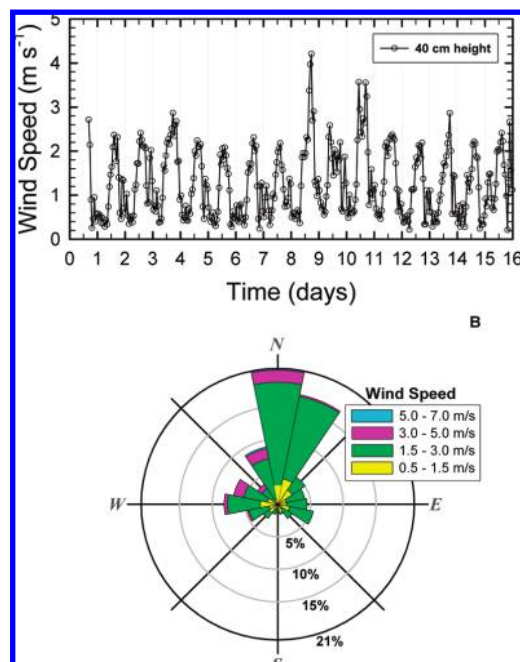 5
4
3
2
1
0
Wind Speed (m s⁻¹)
40 cm height
0 1 2 3 4 5 6 7 8 9 10 11 12 13 14 15 16
Time (days)
B
N
Wind Speed
5.0 - 7.0 m/s
3.0 - 5.0 m/s
1.5 - 3.0 m/s
0.5 - 1.5 m/s
W
E
5%
10%
15%
21%
S